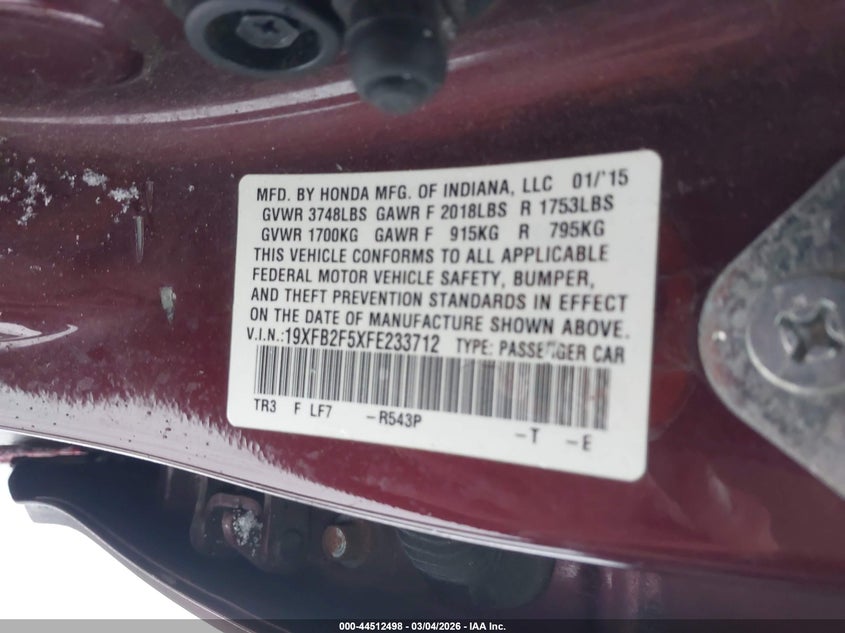 MFD. BY HONDA MFG. OF INDIANA, LLC 01/'15
GVWR 3748LBS GAWR F 2018LBS R 1753LBS
GVWR 1700KG GAWR F 915KG R 795KG
THIS VEHICLE CONFORMS TO ALL APPLICABLE
FEDERAL MOTOR VEHICLE SAFETY, BUMPER,
AND THEFT PREVENTION STANDARDS IN EFFECT
ON THE DATE OF MANUFACTURE SHOWN ABOVE.
V.I.N.:19XFB2F5XFE233712 TYPE: PASSENGER CAR
TR3 F LF7 -R543P -T -E
000-44512498 - 03/04/2026 - IAA Inc.